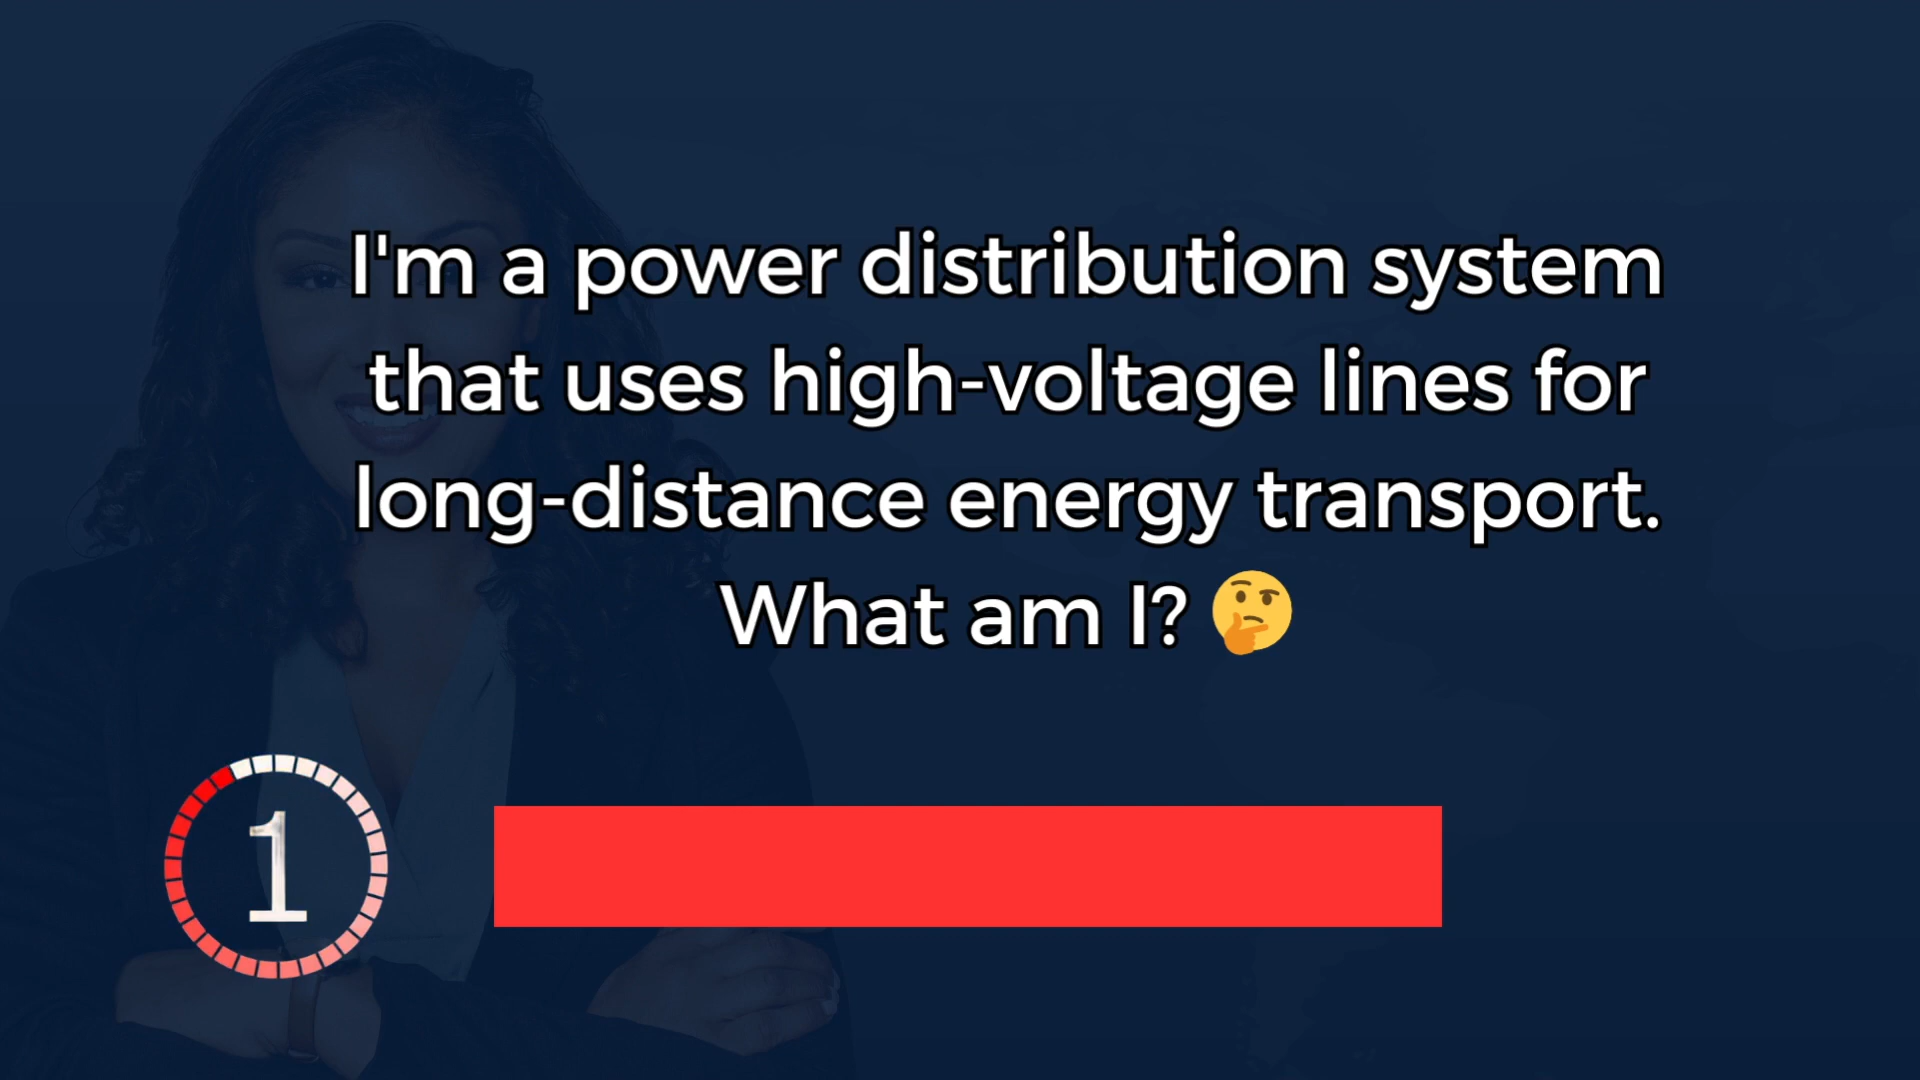 I'm a power distribution system
that uses high-voltage lines for
long-distance energy transport.
What am I? 🤔
1